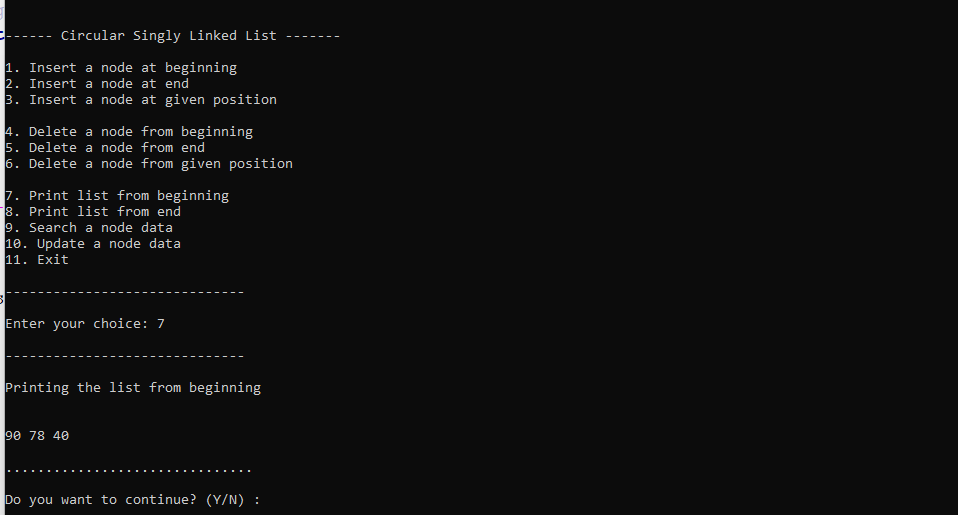 ------ Circular Singly Linked List -------
1. Insert a node at beginning
2. Insert a node at end
3. Insert a node at given position
4. Delete a node from beginning
5. Delete a node from end
6. Delete a node from given position
7. Print list from beginning
8. Print list from end
9. Search a node data
10. Update a node data
11. Exit
------------------------------
Enter your choice: 7
------------------------------
Printing the list from beginning
90 78 40
...............................
Do you want to continue? (Y/N) :